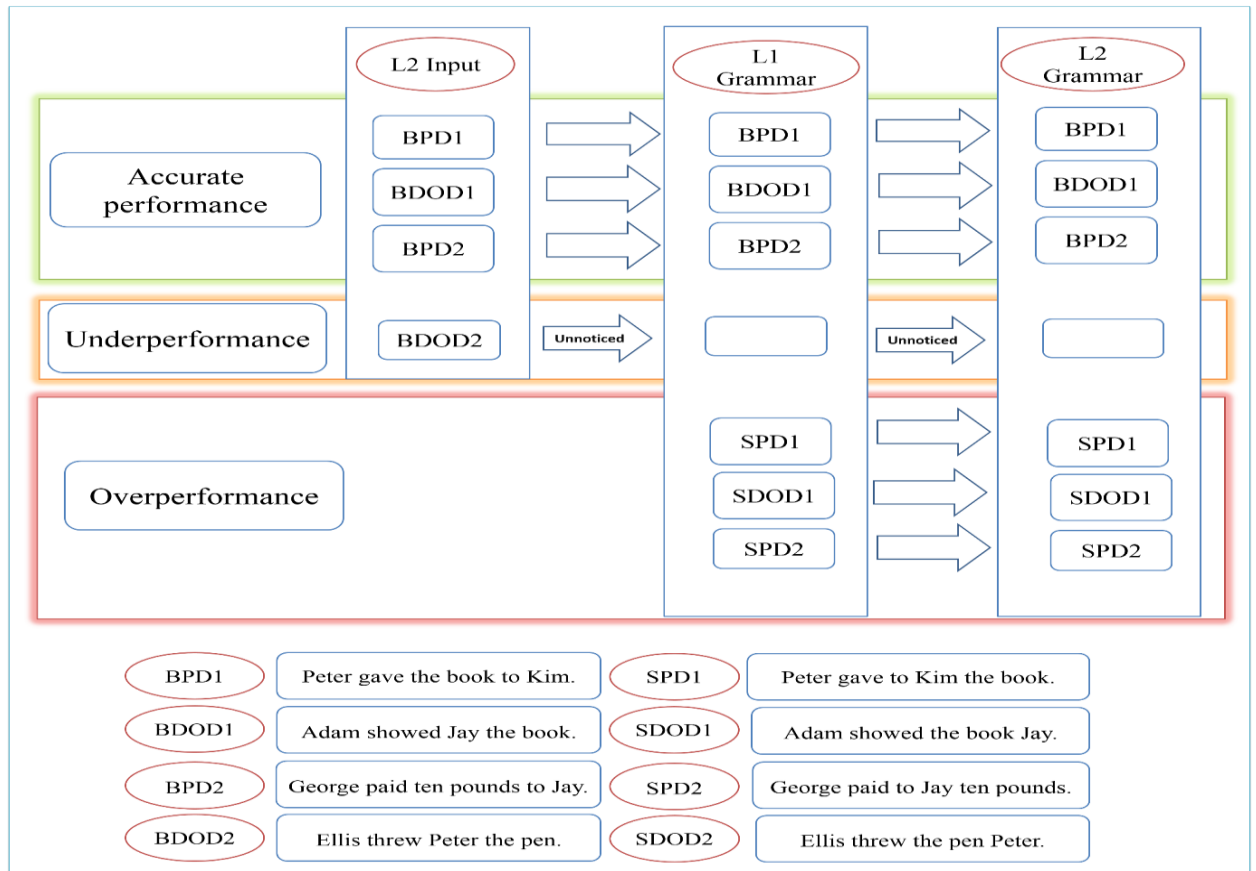 L2 Input
L1
Grammar
L2
Grammar
Accurate
performance
BPD1
BPD1
BPD1
BDOD1
BDOD1
BDOD1
BPD2
BPD2
BPD2
Underperformance
BDOD2
Unnoticed
Unnoticed
Overperformance
SPD1
SPD1
SDOD1
SDOD1
SPD2
SPD2
BPD1
Peter gave the book to Kim.
SPD1
Peter gave to Kim the book.
BDOD1
Adam showed Jay the book.
SDOD1
Adam showed the book Jay.
BPD2
George paid ten pounds to Jay.
SPD2
George paid to Jay ten pounds.
BDOD2
Ellis threw Peter the pen.
SDOD2
Ellis threw the pen Peter.